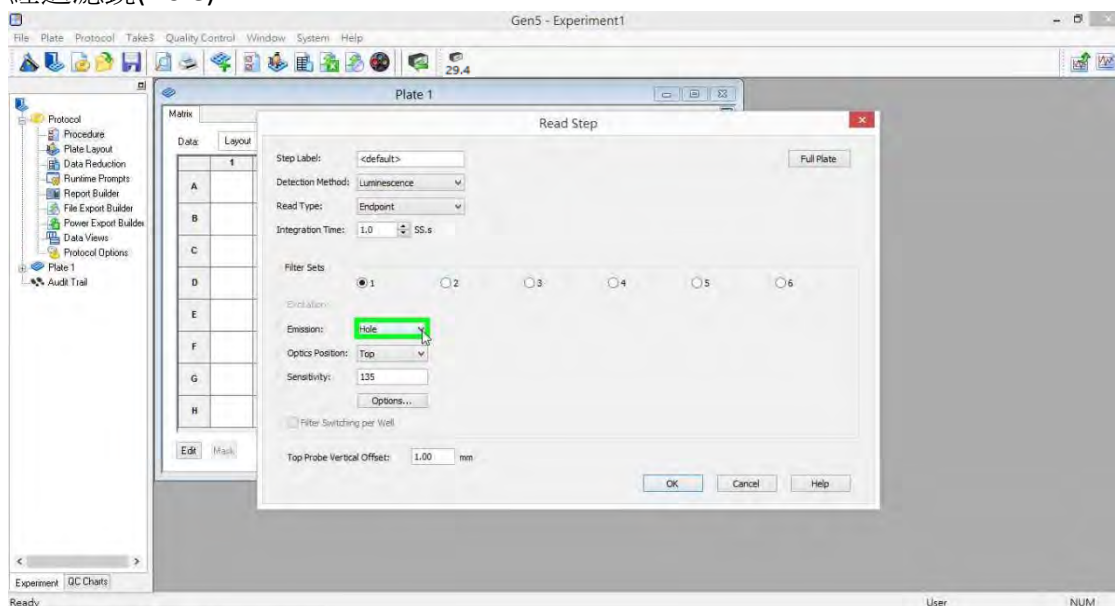 Gen5 - Experiment1
File Plate Protocol Take3 Quality Control Window System Help
29.4
Protocol
Procedure
Plate Layout
Data Reduction
Runtime Prompts
Report Builder
File Export Builder
Power Export Builder
Data Views
Protocol Options
Plate 1
Audit Trail
Experiment QC Charts
Plate 1
Matrix
Data: Layout
1
A
B
C
D
E
F
G
H
Edit Mask
Read Step
Step Label: <default> Full Plate
Detection Method: Luminescence
Read Type: Endpoint
Integration Time: 1.0 SS.s
Filter Sets
1 2 3 4 5 6
Excitation:
Emission: Hole
Optics Position: Top
Sensitivity: 135
Options...
Filter Switching per Well
Top Probe Vertical Offset: 1.00 mm
OK Cancel Help
Ready User NUM